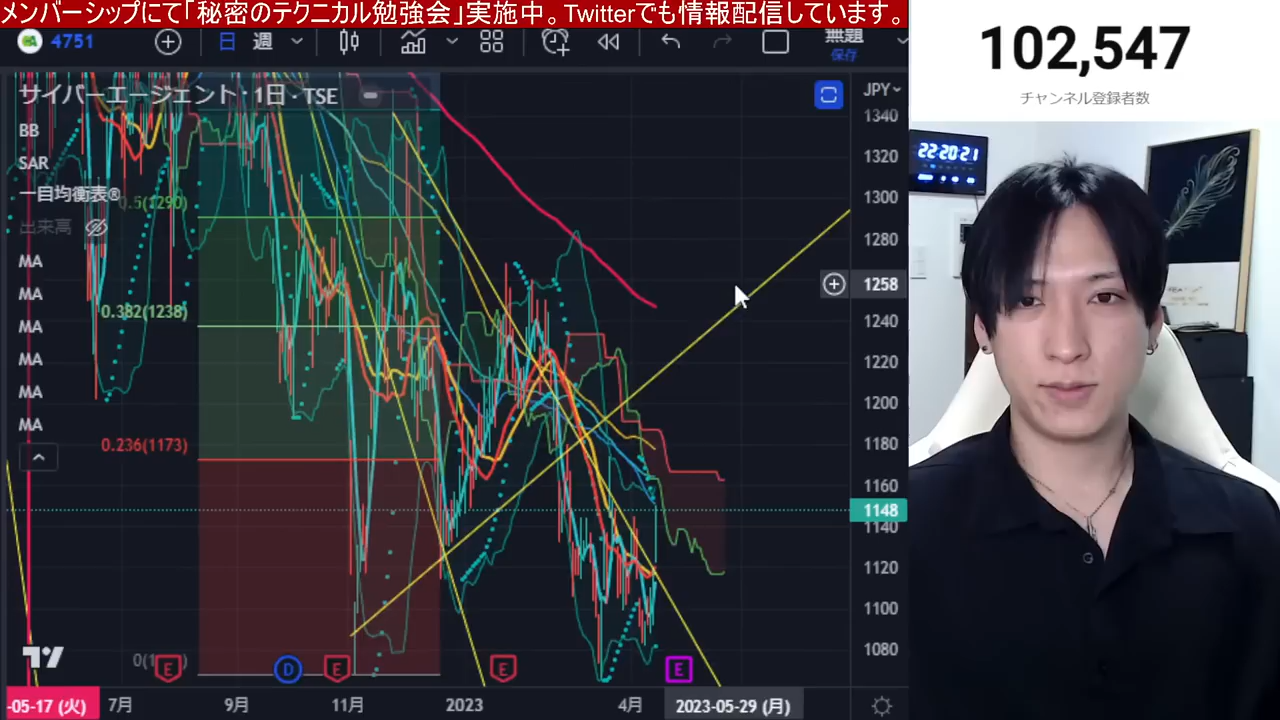 メンバーシップにて「秘密のテクニカル勉強会」実施中。Twitterでも情報配信しています。
4751
日 週
無題
保存
サイバーエージェント · 1日 · TSE
JPY
BB
SAR
一目均衡表®
出来高
MA
MA
MA
MA
MA
MA
0.5(1290)
0.382(1238)
0.236(1173)
1340
1320
1300
1280
1258
1240
1220
1200
1180
1160
1148
1140
1120
1100
1080
E
D
E
E
E
-05-17 (火)
7月
9月
11月
2023
4月
2023-05-29 (月)
102,547
チャンネル登録者数
22:20:21